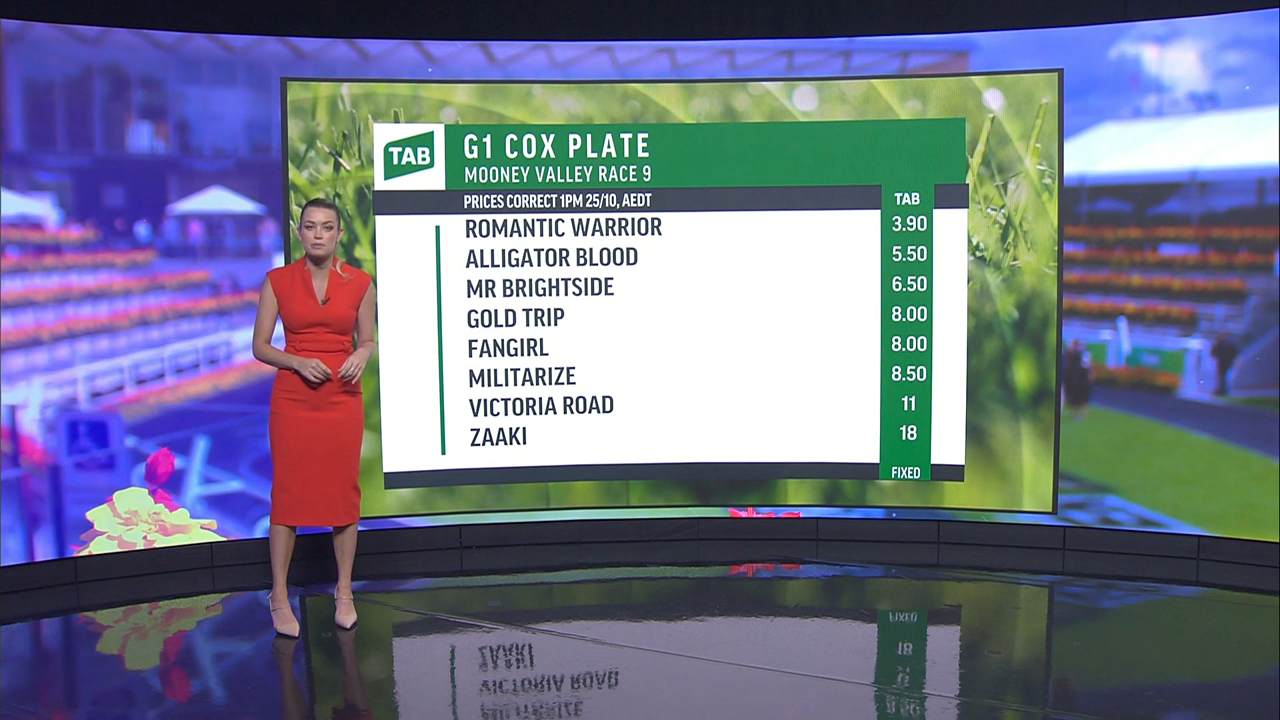 TAB
G1 COX PLATE
MOONEY VALLEY RACE 9
PRICES CORRECT 1PM 25/10, AEDT
TAB
ROMANTIC WARRIOR 3.90
ALLIGATOR BLOOD 5.50
MR BRIGHTSIDE 6.50
GOLD TRIP 8.00
FANGIRL 8.00
MILITARIZE 8.50
VICTORIA ROAD 11
ZAAKI 18
FIXED